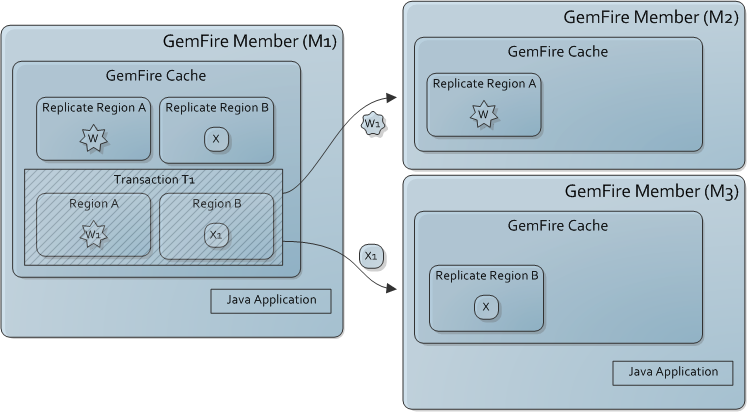 GemFire Member (M1)
GemFire Cache
Replicate Region A
W
Replicate Region B
X
Transaction T1
Region A
W1
Region B
X1
Java Application
W1
X1
GemFire Member (M2)
GemFire Cache
Replicate Region A
W
GemFire Member (M3)
GemFire Cache
Replicate Region B
X
Java Application